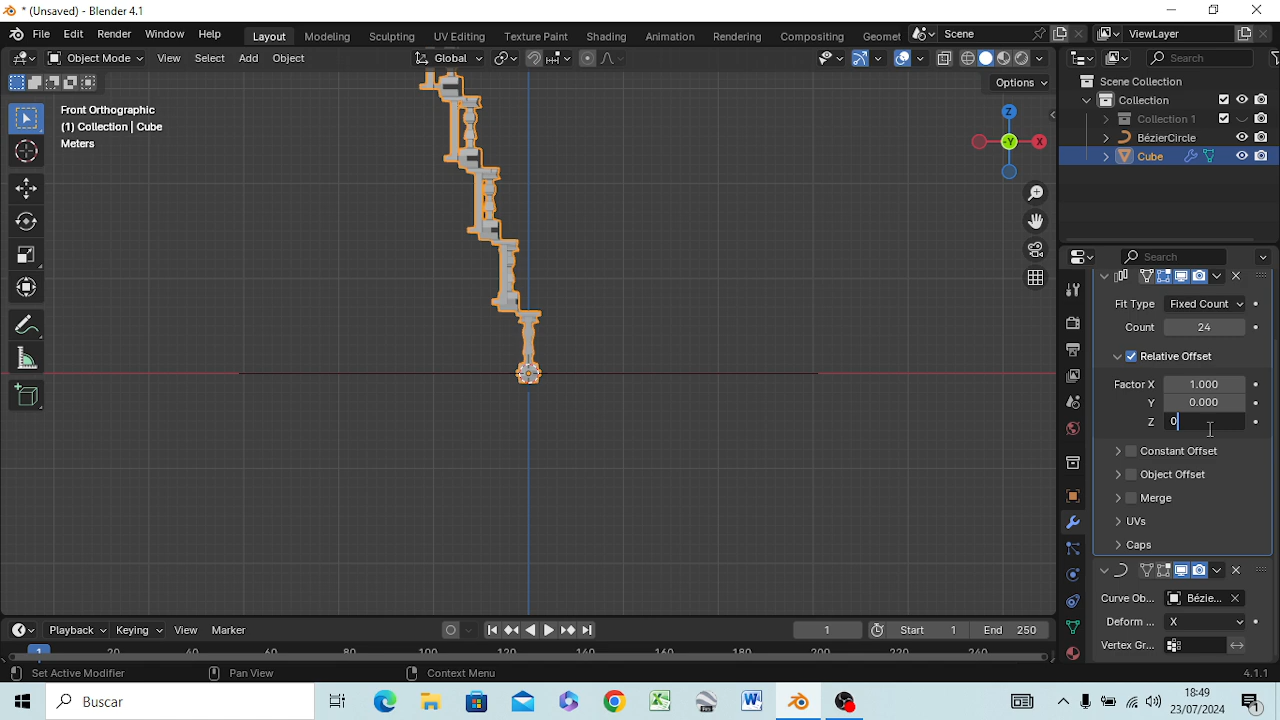 * (Unsaved) - Blender 4.1
File Edit Render Window Help Layout Modeling Sculpting UV Editing Texture Paint Shading Animation Rendering Compositing Geomet Scene ViewLayer
Object Mode View Select Add Object Global Search
Options
Front Orthographic
(1) Collection | Cube
Meters
Z
X
-Y
Scene Collection
Collection
Collection 1
BézierCircle
Cube
Search
Fit Type Fixed Count
Count 24
Relative Offset
Factor X 1.000
Y 0.000
Z 0
Constant Offset
Object Offset
Merge
UVs
Caps
Curve Ob... Bézie...
Deform ... X
Vertex Gr...
Playback Keying View Marker 1 Start 1 End 250
1 20 40 60 80 100 120 140 160 180 200 220 240
Set Active Modifier Pan View Context Menu 4.1.1
Buscar 8:49
23/07/2024